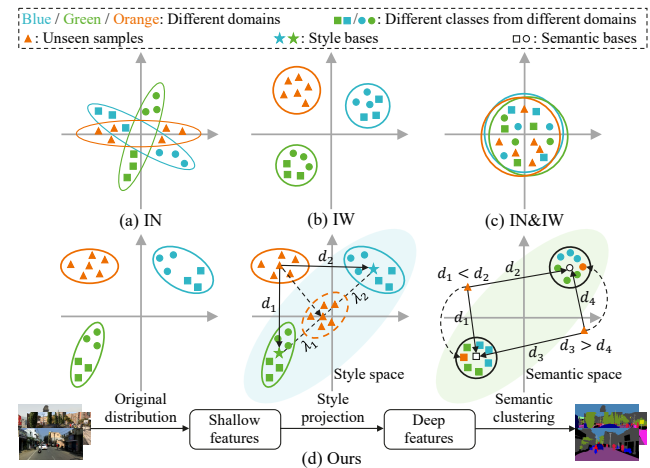 Blue / Green / Orange: Different domains : Different classes from different domains
: Unseen samples : Style bases : Semantic bases
(a) IN (b) IW (c) IN&IW
d₂ d₁ λ₂ λ₁ Style space
d₁ < d₂ d₂ d₁ d₄ d₃ d₃ > d₄ Semantic space
Original distribution
Shallow features
Style projection
Deep features
Semantic clustering
(d) Ours